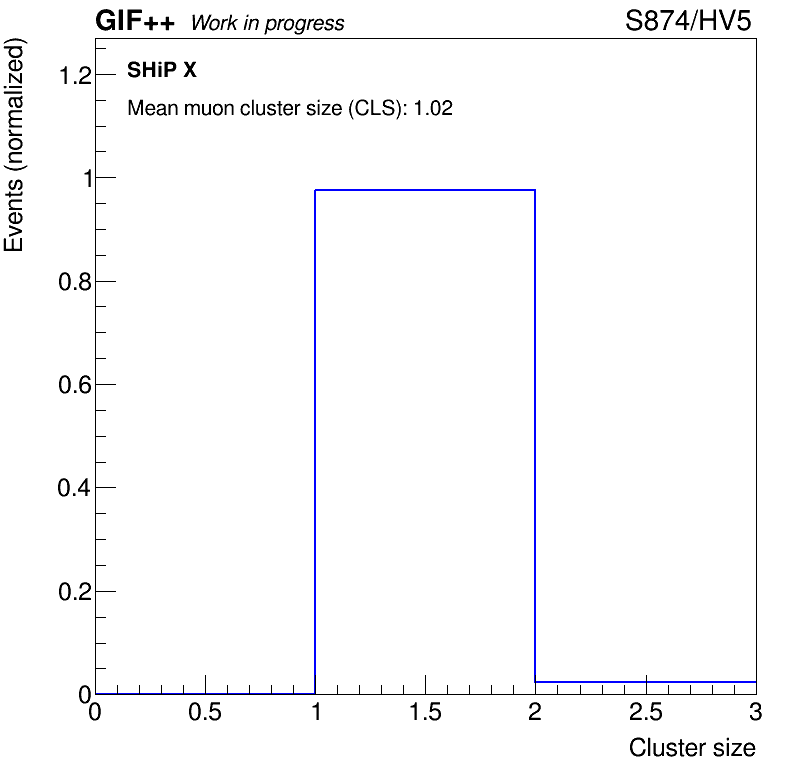 GIF++ Work in progress S874/HV5
SHiP X
Mean muon cluster size (CLS): 1.02
Events (normalized)
1.2
1
0.8
0.6
0.4
0.2
0
0 0.5 1 1.5 2 2.5 3
Cluster size